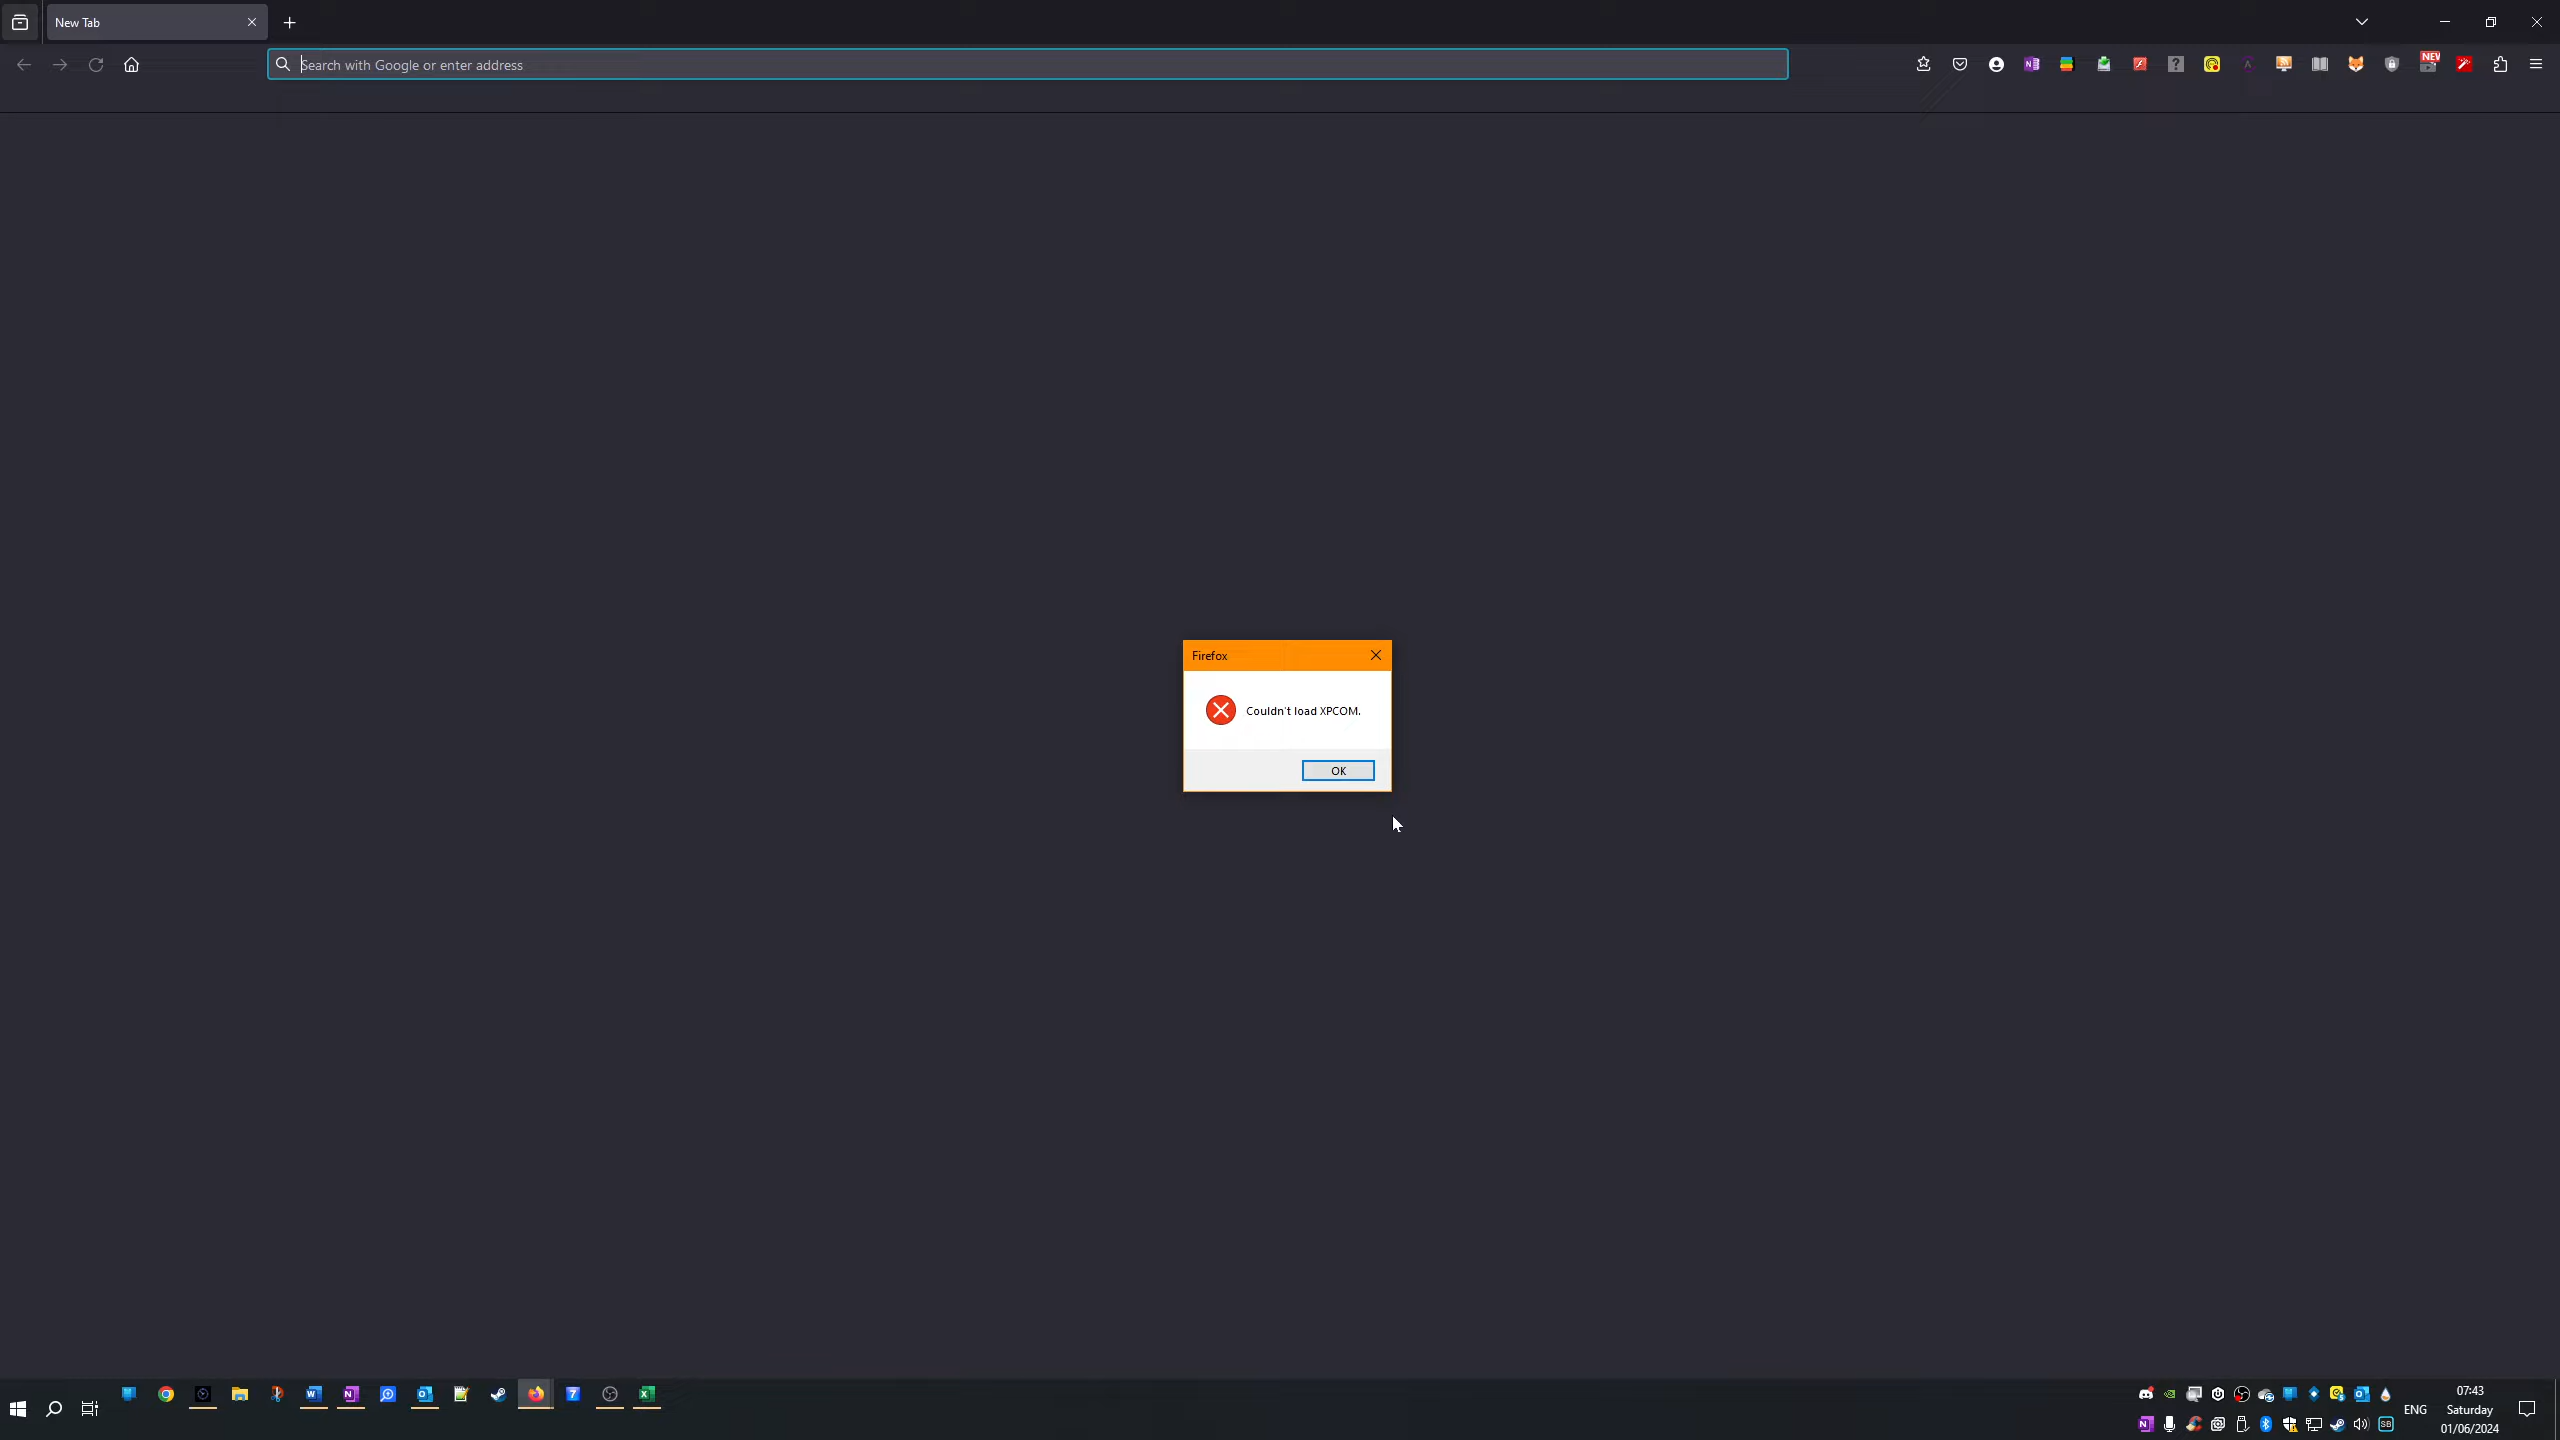 New Tab
Search with Google or enter address
NEW
Firefox
Couldn't load XPCOM.
OK
07:43
ENG
Saturday
01/06/2024